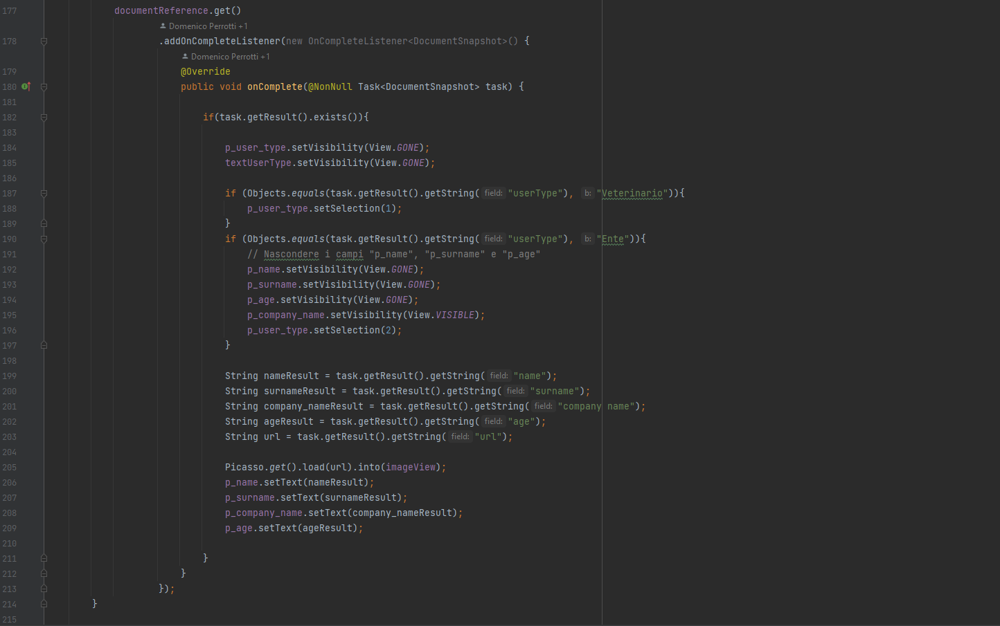 177 documentReference.get()
Domenico Perrotti +1
178 .addOnCompleteListener(new OnCompleteListener<DocumentSnapshot>() {
Domenico Perrotti +1
179 @Override
180 public void onComplete(@NonNull Task<DocumentSnapshot> task) {
181
182 if(task.getResult().exists()){
183
184 p_user_type.setVisibility(View.GONE);
185 textUserType.setVisibility(View.GONE);
186
187 if (Objects.equals(task.getResult().getString( field: "userType"), b: "Veterinario")){
188 p_user_type.setSelection(1);
189 }
190 if (Objects.equals(task.getResult().getString( field: "userType"), b: "Ente")){
191 // Nascondere i campi "p_name", "p_surname" e "p_age"
192 p_name.setVisibility(View.GONE);
193 p_surname.setVisibility(View.GONE);
194 p_age.setVisibility(View.GONE);
195 p_company_name.setVisibility(View.VISIBLE);
196 p_user_type.setSelection(2);
197 }
198
199 String nameResult = task.getResult().getString( field: "name");
200 String surnameResult = task.getResult().getString( field: "surname");
201 String company_nameResult = task.getResult().getString( field: "company name");
202 String ageResult = task.getResult().getString( field: "age");
203 String url = task.getResult().getString( field: "url");
204
205 Picasso.get().load(url).into(imageView);
206 p_name.setText(nameResult);
207 p_surname.setText(surnameResult);
208 p_company_name.setText(company_nameResult);
209 p_age.setText(ageResult);
210
211 }
212 }
213 });
214 }
215